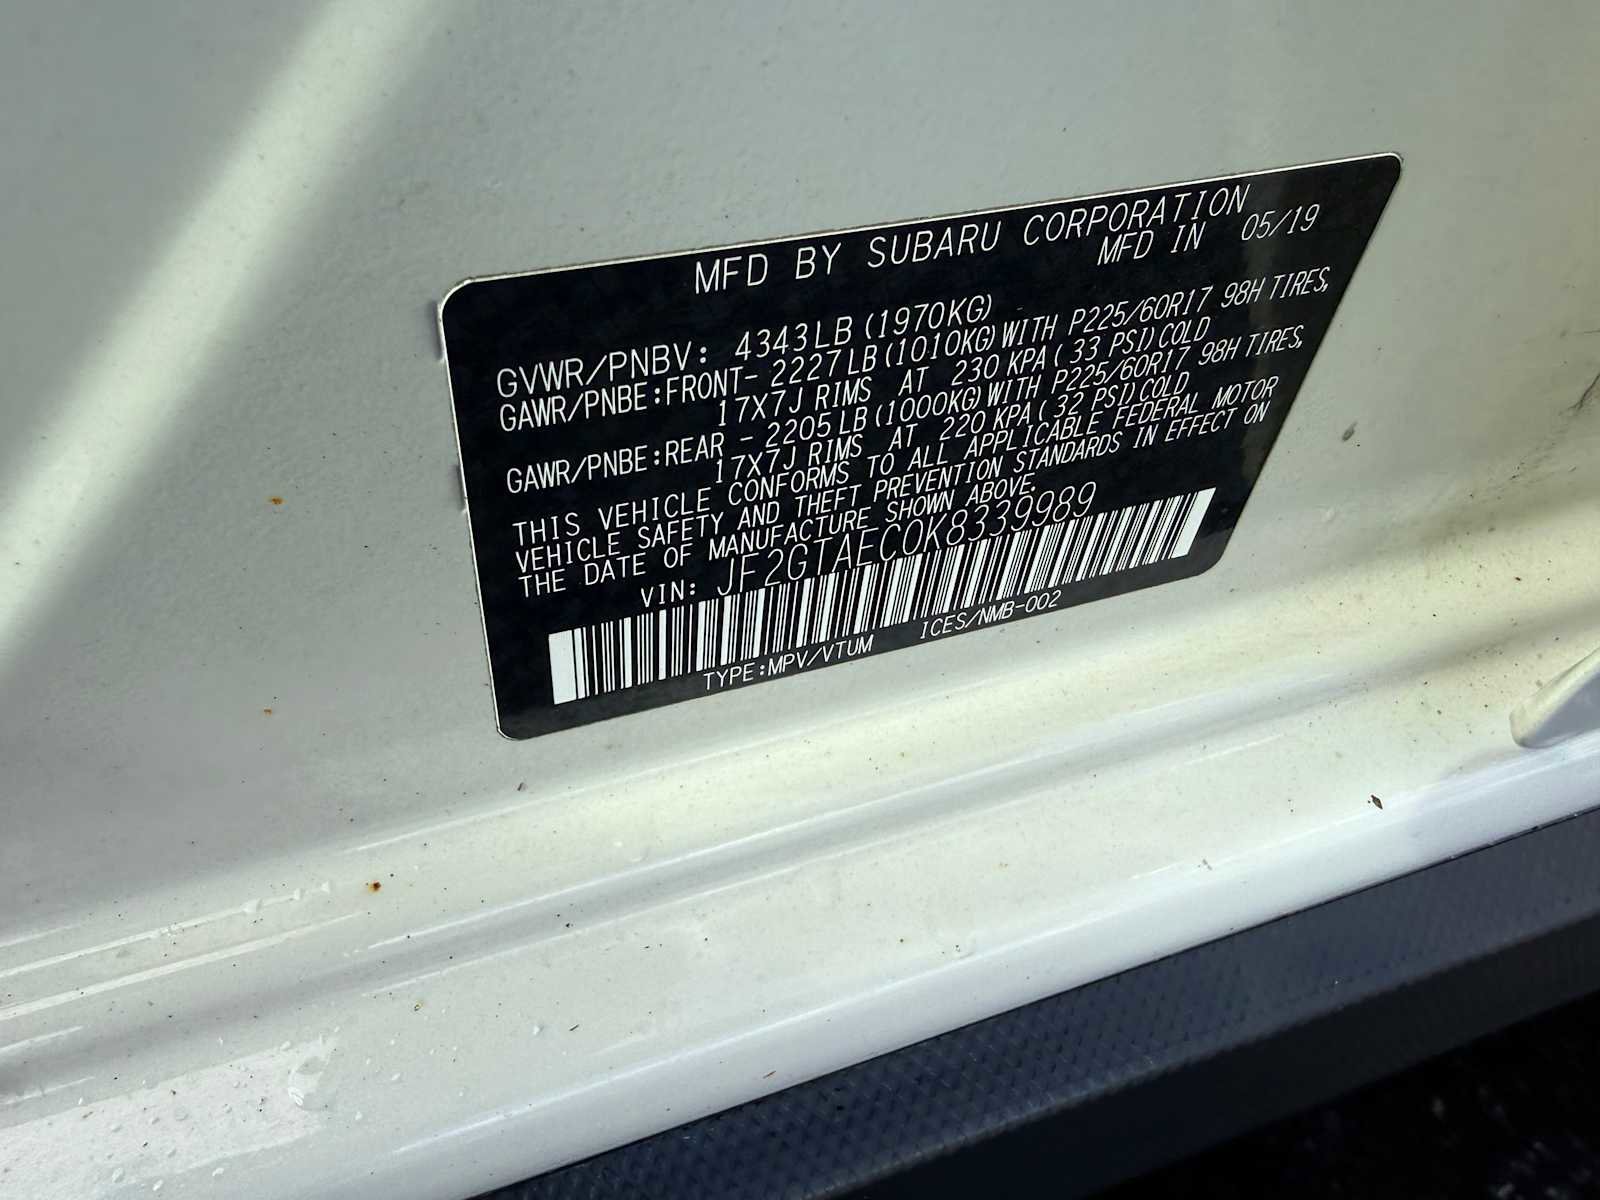 MFD BY SUBARU CORPORATION
MFD IN 05/19
GVWR/PNBV: 4343LB (1970KG)
GAWR/PNBE:FRONT- 2227LB (1010KG) WITH P225/60R17 98H TIRES,
17X7J RIMS AT 230 KPA ( 33 PSI) COLD
GAWR/PNBE:REAR - 2205LB (1000KG) WITH P225/60R17 98H TIRES,
17X7J RIMS AT 220 KPA ( 32 PSI) COLD
THIS VEHICLE CONFORMS TO ALL APPLICABLE FEDERAL MOTOR
VEHICLE SAFETY AND THEFT PREVENTION STANDARDS IN EFFECT ON
THE DATE OF MANUFACTURE SHOWN ABOVE.
VIN: JF2GTAEC0K8339989
TYPE:MPV/VTUM ICES/NMB-002